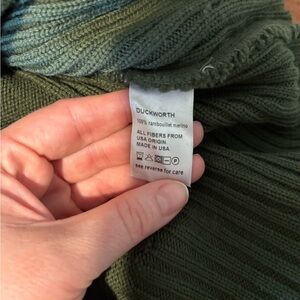 DUCKWORTH
100% rambouillet merino
ALL FIBERS FROM
USA ORIGIN.
MADE IN USA
see reverse for care